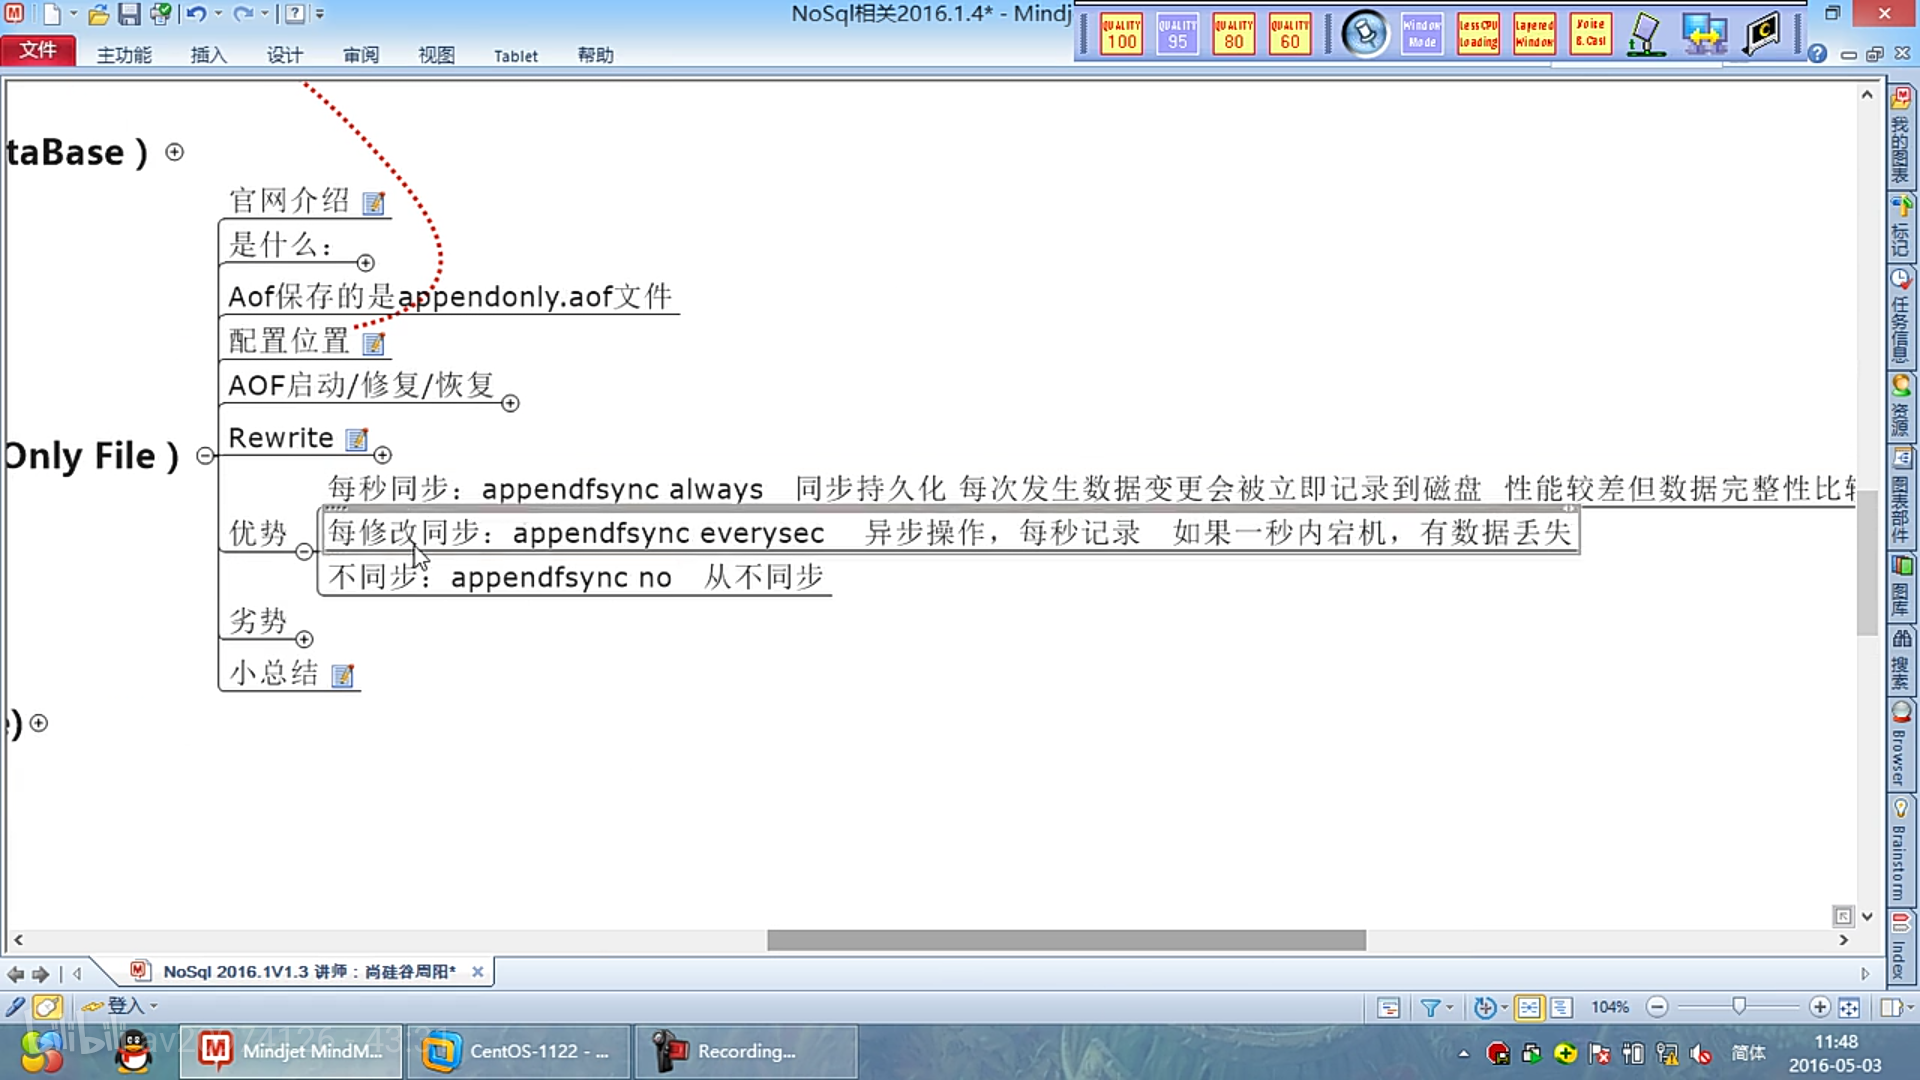 NoSql相关2016.1.4* - Mindj
QUALITY 100
QUALITY 95
QUALITY 80
QUALITY 60
Window Mode
LessCPU Loading
Layered Window
Voice B.Cast
文件 主功能 插入 设计 审阅 视图 Tablet 帮助
taBase )
官网介绍
是什么：
Aof保存的是appendonly.aof文件
配置位置
AOF启动/修复/恢复
Only File )
Rewrite
优势
每秒同步：appendfsync always 同步持久化 每次发生数据变更会被立即记录到磁盘 性能较差但数据完整性比较
每修改同步：appendfsync everysec 异步操作，每秒记录 如果一秒内宕机，有数据丢失
不同步：appendfsync no 从不同步
劣势
小总结
)
我的图表
标记
任务信息
资源
图表部件
图库
搜索
Browser
Brainstorm
Index
NoSql 2016.1V1.3 讲师：尚硅谷周阳*
登入
104%
Mindjet MindM...
CentOS-1122 - ...
Recording...
简体
11:48
2016-05-03